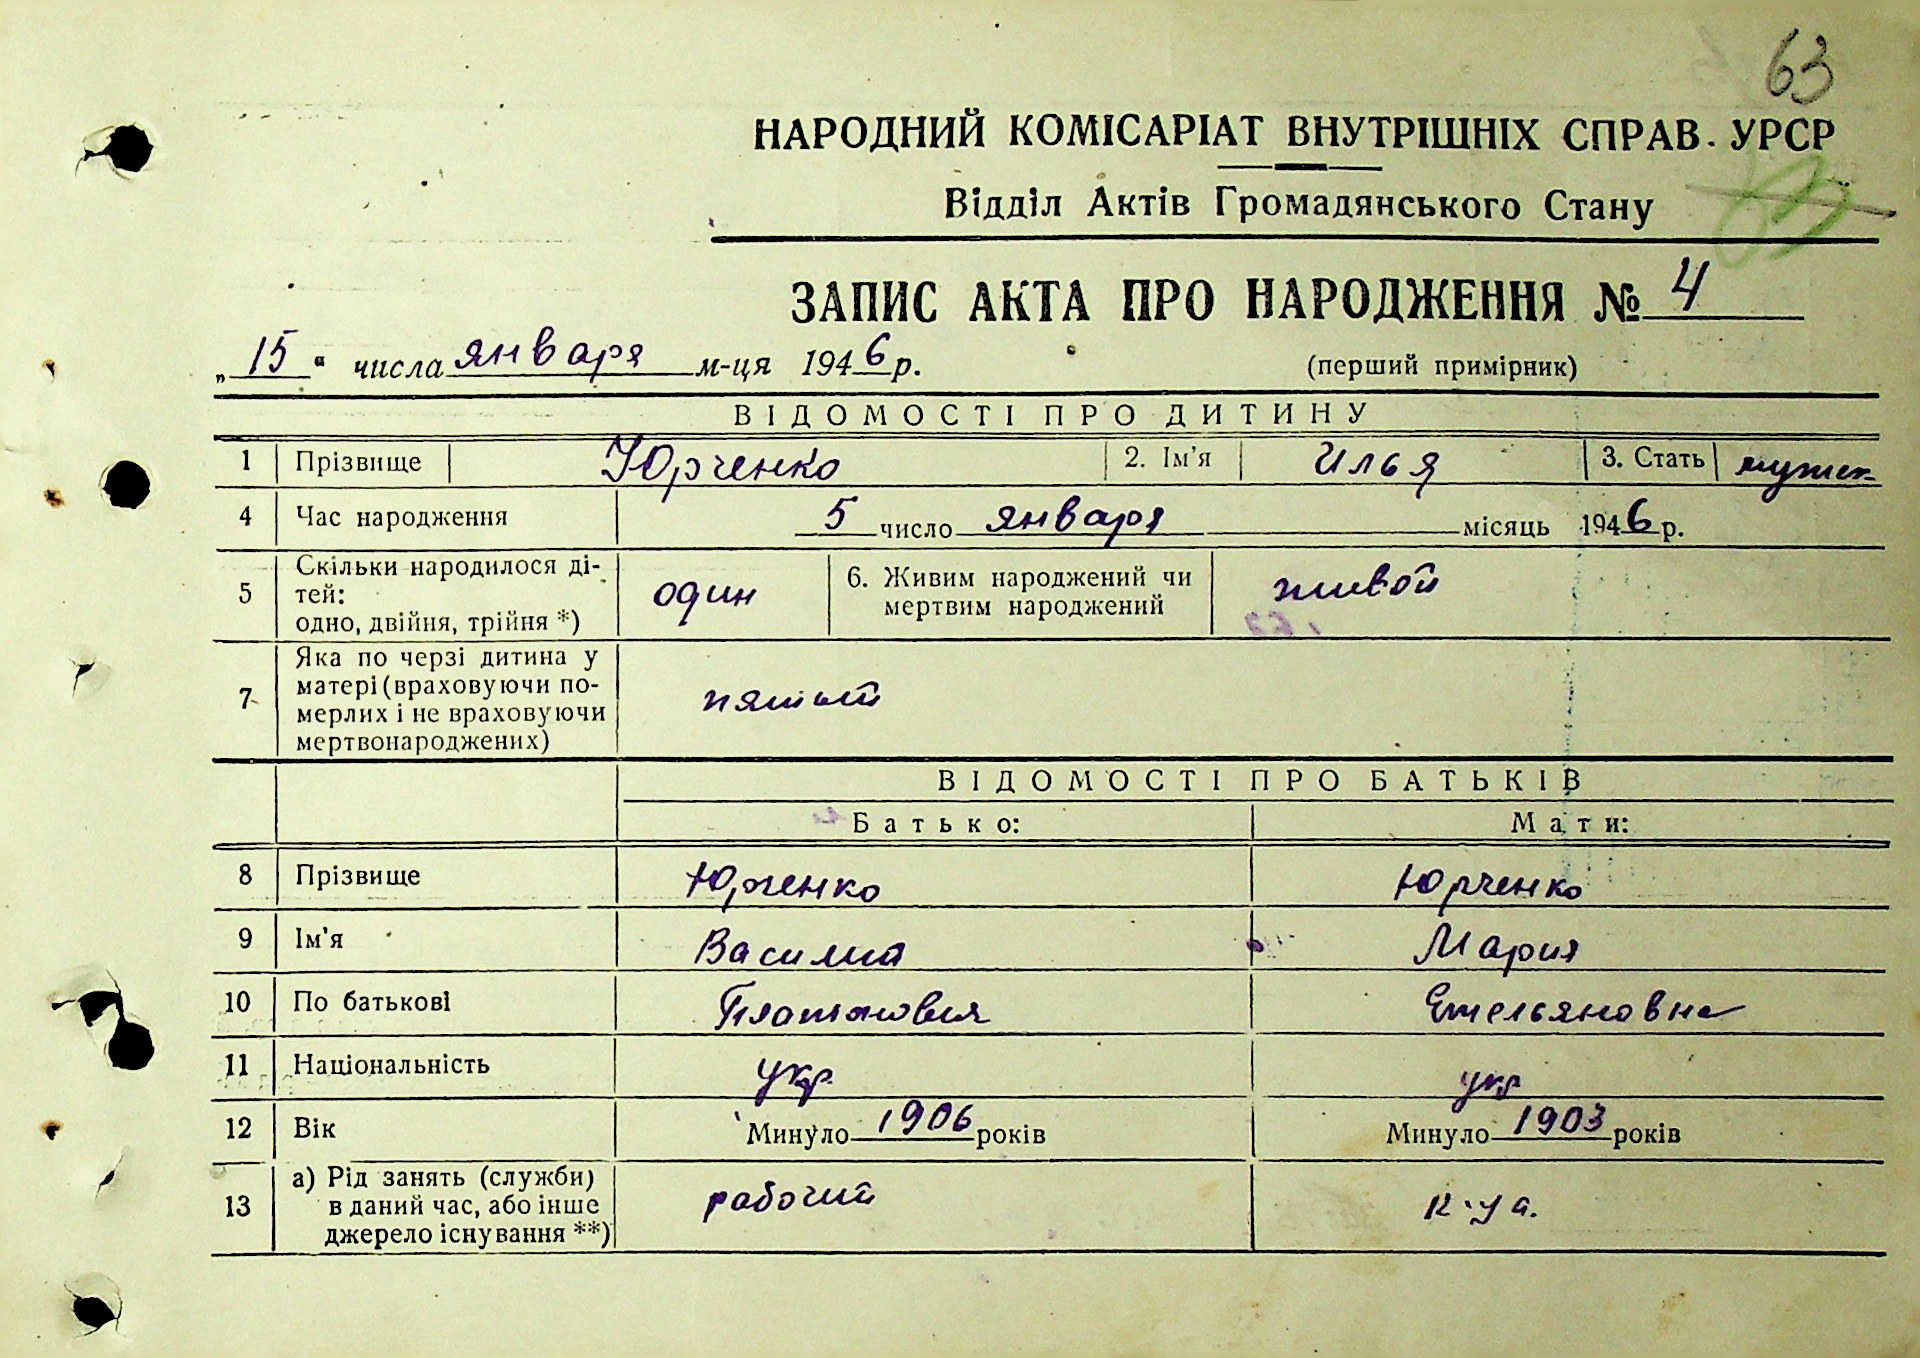 63
НАРОДНИЙ КОМІСАРІАТ ВНУТРІШНІХ СПРАВ УРСР
Відділ Актів Громадянського Стану
ЗАПИС АКТА ПРО НАРОДЖЕННЯ № 4
„15“ числа января м-ця 1946 р. (перший примірник)
ВІДОМОСТІ ПРО ДИТИНУ
1 Прізвище Юрченко 2. Ім'я Илья 3. Стать мужск.
4 Час народження 5 число января місяць 1946 р.
5 Скільки народилося ді-
тей:
одно, двійня, трійня *) один 6. Живим народжений чи
мертвим народжений живой
7 Яка по черзі дитина у
матері (враховуючи по-
мерлих і не враховуючи
мертвонароджених) пятый
ВІДОМОСТІ ПРО БАТЬКІВ
Батько: Мати:
8 Прізвище Юрченко Юрченко
9 Ім'я Василий Мария
10 По батькові Емельяновна
11 Національність укр. укр
12 Вік Минуло 1906 років Минуло 1903 років
13 а) Рід занять (служби)
в даний час, або інше
джерело існування **) рабочий